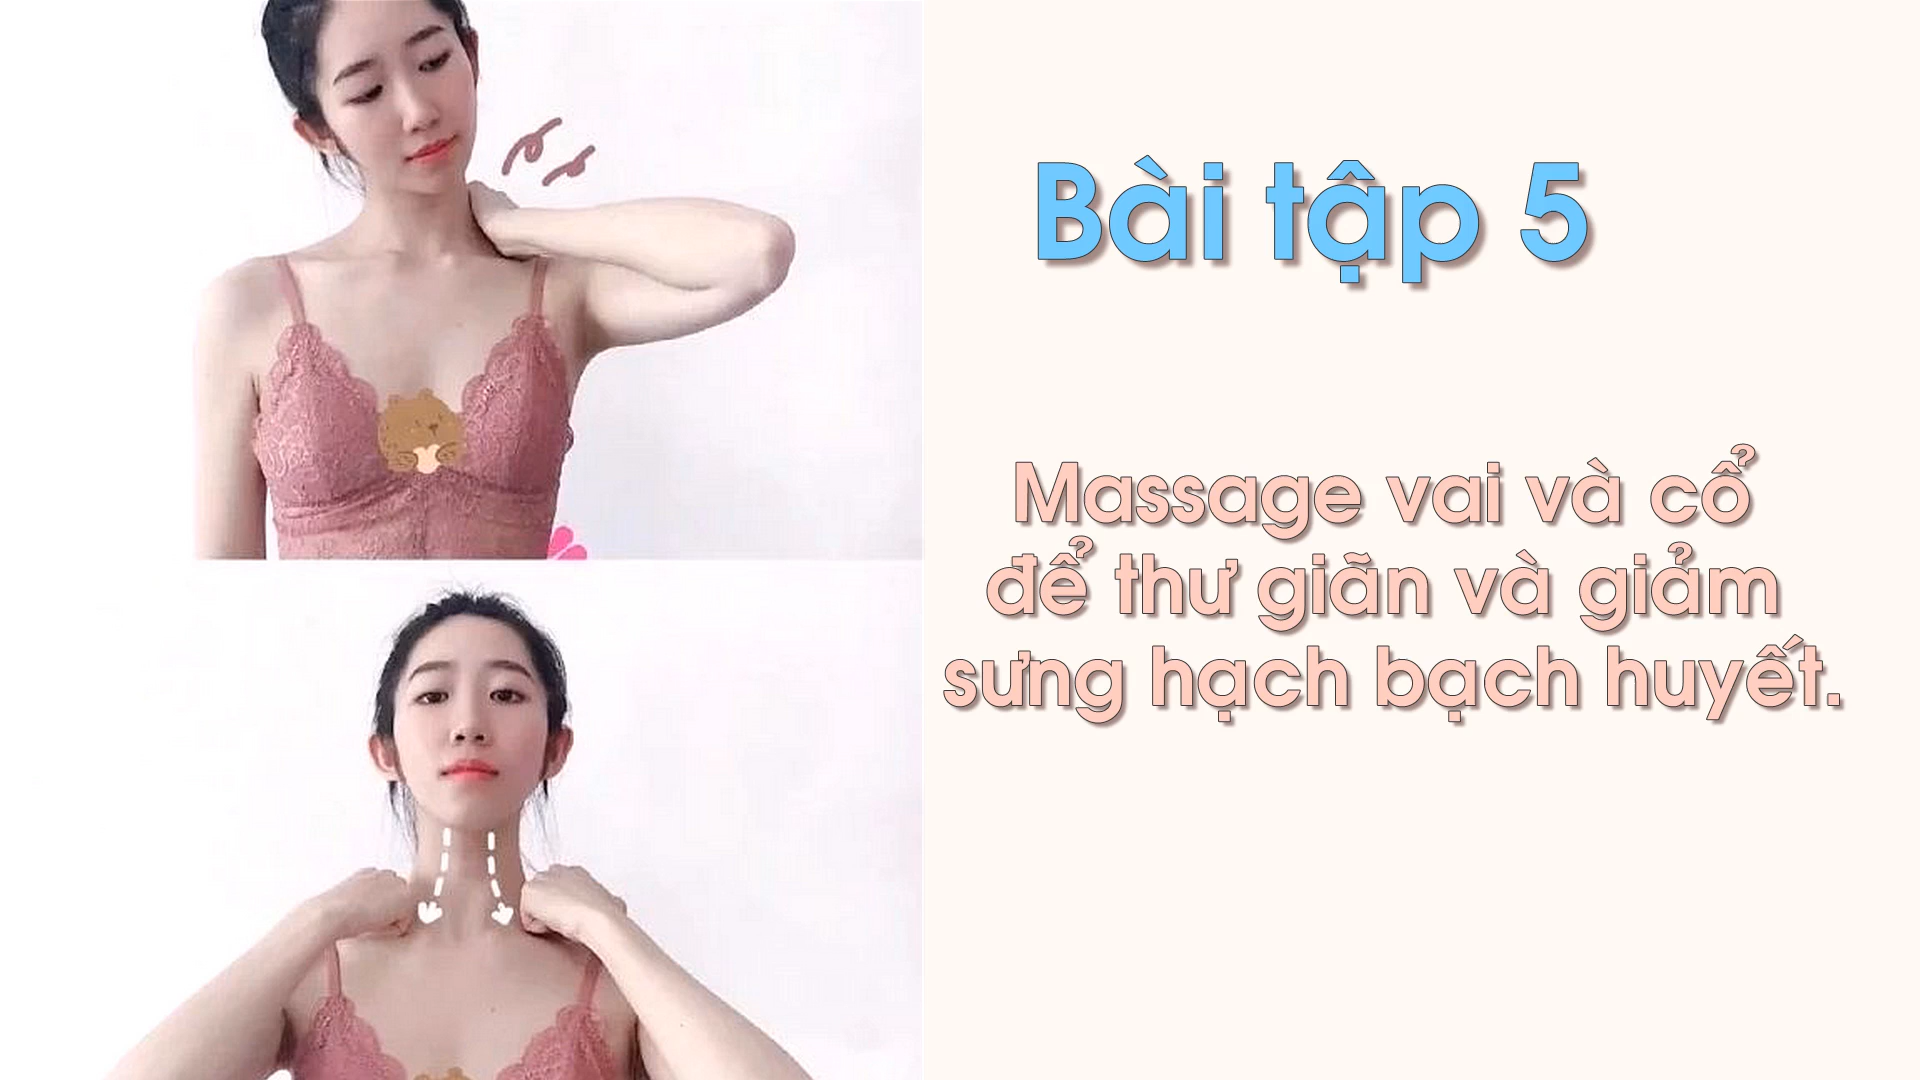 Bài tập 5
Massage vai và cổ
để thư giãn và giảm
sưng hạch bạch huyết.